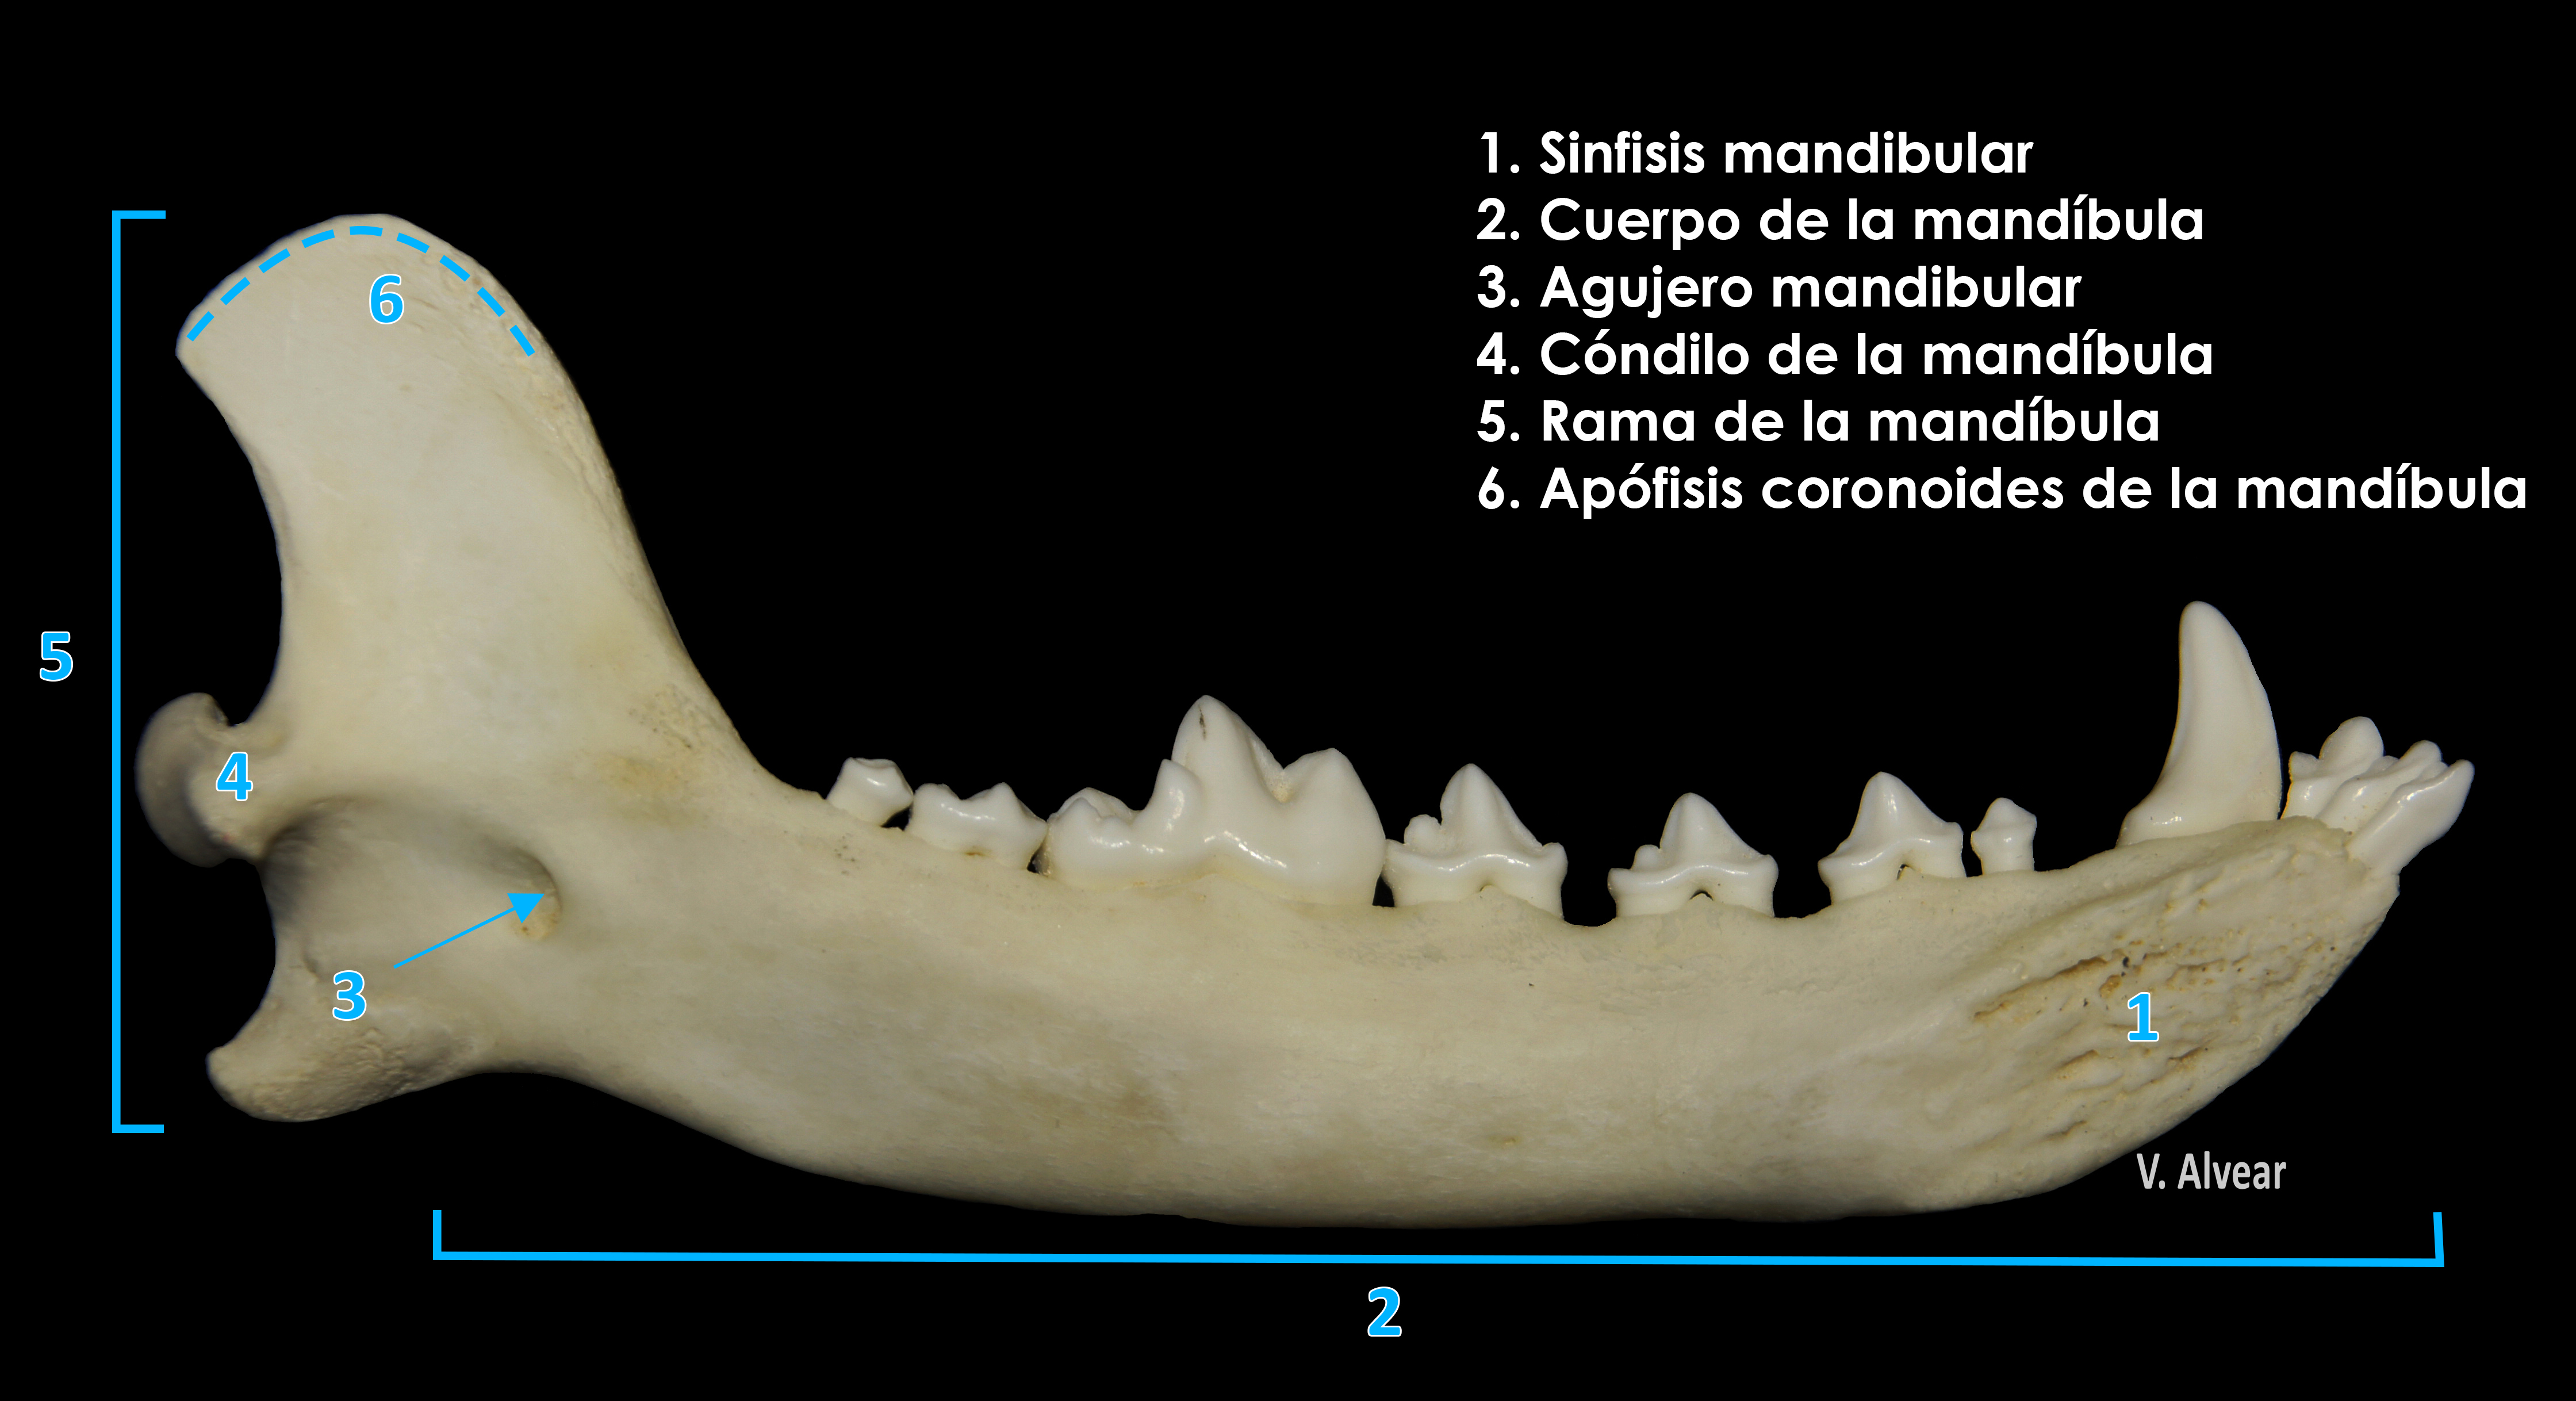 1. Sinfisis mandibular
2. Cuerpo de la mandíbula
3. Agujero mandibular
4. Cóndilo de la mandíbula
5. Rama de la mandíbula
6. Apófisis coronoides de la mandíbula
6
5
4
3
1
V. Alvear
2